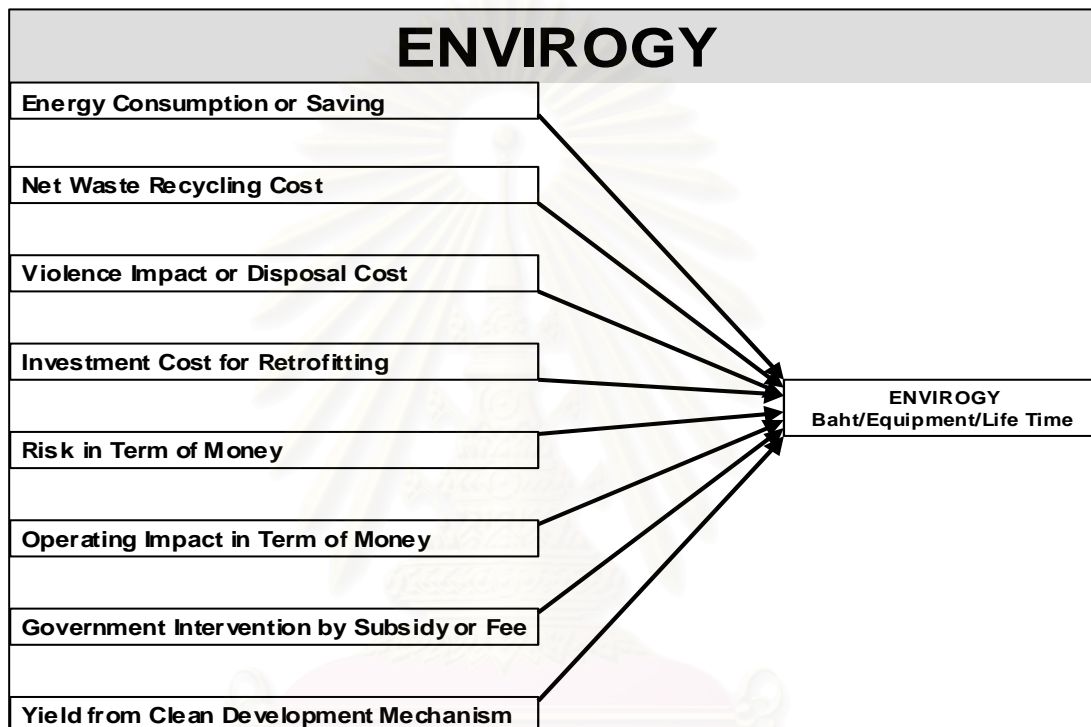 ENVIROGY
Energy Consumption or Saving
Net Waste Recycling Cost
Violence Impact or Disposal Cost
Investment Cost for Retrofitting
Risk in Term of Money
Operating Impact in Term of Money
Government Intervention by Subsidy or Fee
Yield from Clean Development Mechanism
ENVIROGY
Baht/Equipment/Life Time